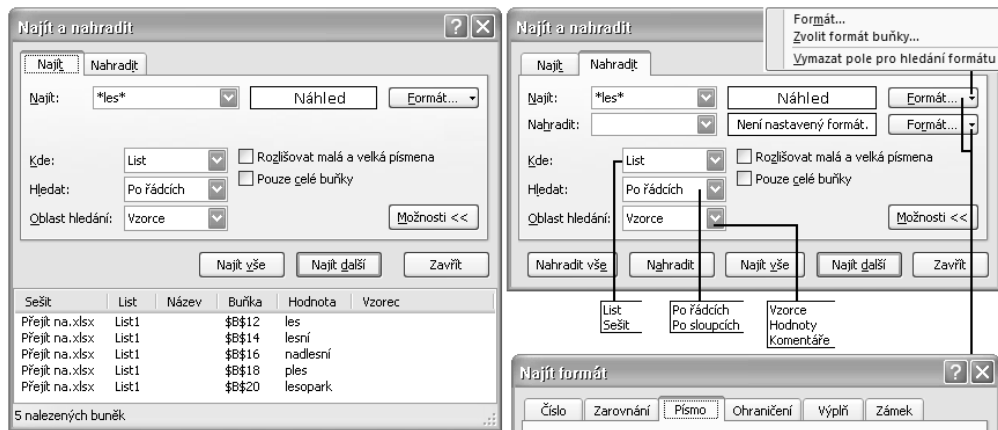 Najít a nahradit
Najít Nahradit
Najít: *les* Náhled Formát...
Kde: List Rozlišovat malá a velká písmena
Hledat: Po řádcích Pouze celé buňky
Oblast hledání: Vzorce Možnosti <<
Najít vše Najít další Zavřít
Sešit List Název Buňka Hodnota Vzorec
Přejít na.xlsx List1 $B$12 les
Přejít na.xlsx List1 $B$14 lesní
Přejít na.xlsx List1 $B$16 nadlesní
Přejít na.xlsx List1 $B$18 ples
Přejít na.xlsx List1 $B$20 lesopark
5 nalezených buněk
Najít a nahradit
Formát...
Zvolit formát buňky...
Vymazat pole pro hledání formátu
Najít Nahradit
Najít: *les* Náhled Formát...
Nahradit: Není nastavený formát. Formát...
Kde: List Rozlišovat malá a velká písmena
Hledat: Po řádcích Pouze celé buňky
Oblast hledání: Vzorce Možnosti <<
Nahradit vše Nahradit Najít vše Najít další Zavřít
List
Sešit
Po řádcích
Po sloupcích
Vzorce
Hodnoty
Komentáře
Najít formát
Číslo Zarovnání Písmo Ohraničení Výplň Zámek